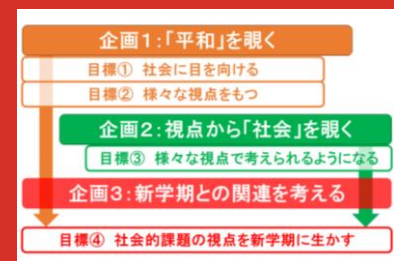 企画1:「平和」を覗く
目標① 社会に目を向ける
目標② 様々な視点をもつ
企画2:視点から「社会」を覗く
目標③ 様々な視点で考えられるようになる
企画3:新学期との関連を考える
目標④ 社会的課題の視点を新学期に生かす